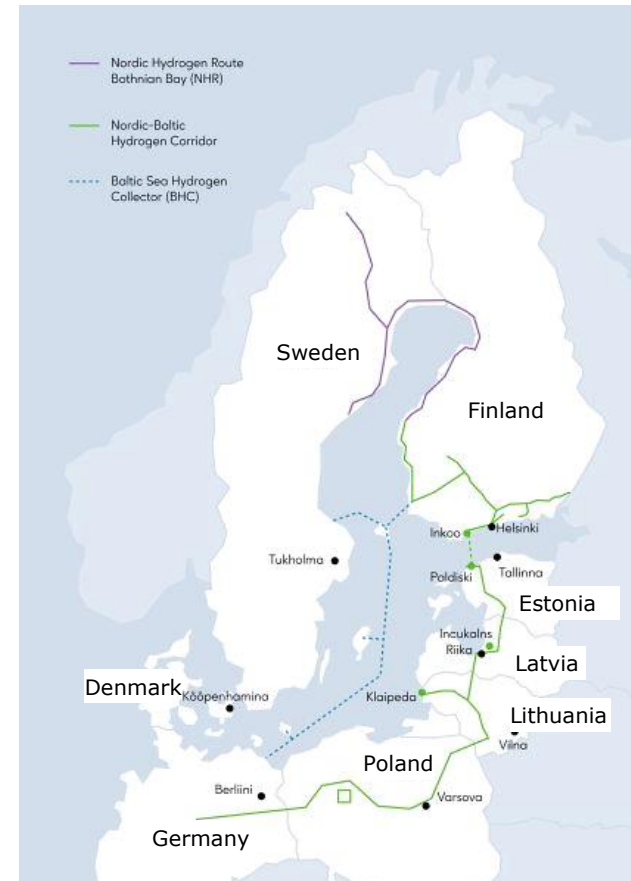 Nordic Hydrogen Route
Bothnian Bay (NHR)
Nordic-Baltic
Hydrogen Corridor
Baltic Sea Hydrogen
Collector (BHC)
Sweden
Finland
Helsinki
Inkoo
Tukholma
Paldiski
Tallinna
Estonia
Incukalns
Riika
Latvia
Denmark
Kööpenhamina
Klaipeda
Lithuania
Vilna
Poland
Berliini
Varsova
Germany